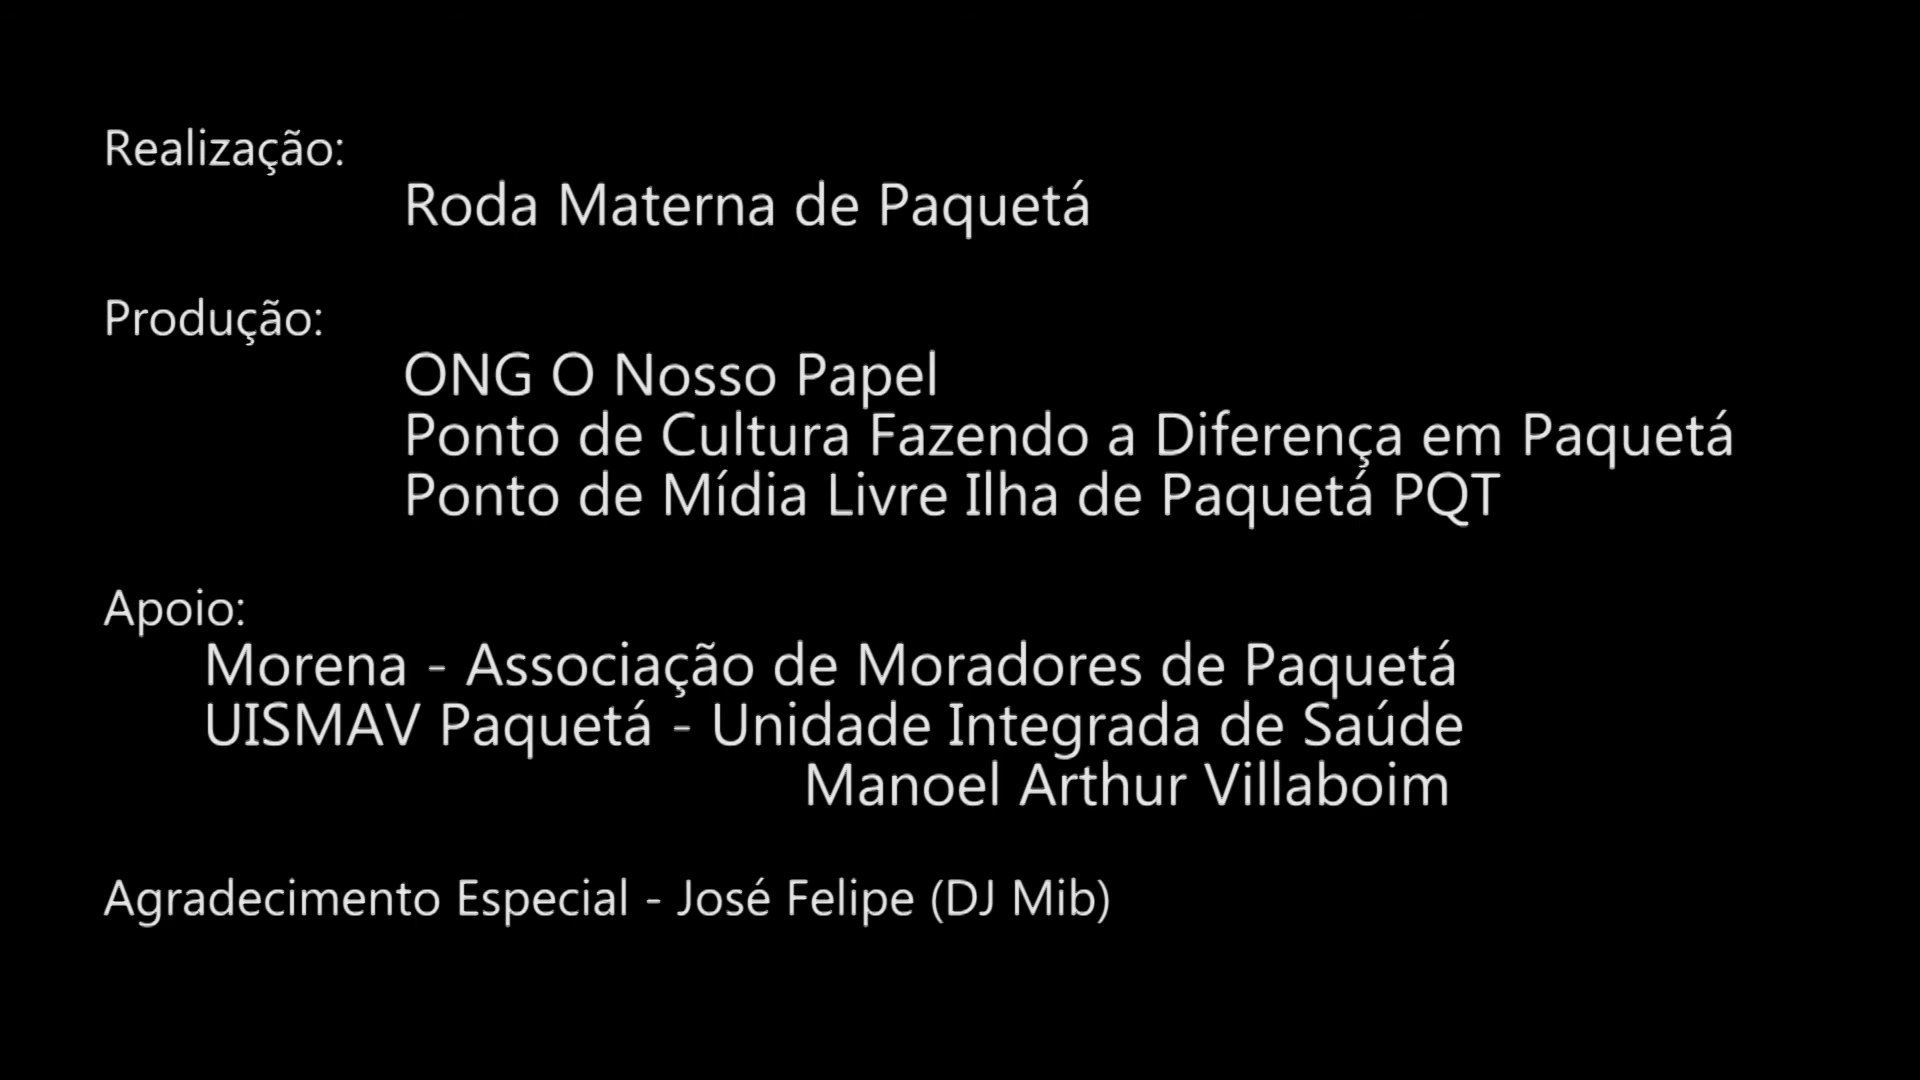 Realização:
Roda Materna de Paquetá
Produção:
ONG O Nosso Papel
Ponto de Cultura Fazendo a Diferença em Paquetá
Ponto de Mídia Livre Ilha de Paquetá PQT
Apoio:
Morena - Associação de Moradores de Paquetá
UISMAV Paquetá - Unidade Integrada de Saúde
Manoel Arthur Villaboim
Agradecimento Especial - José Felipe (DJ Mib)